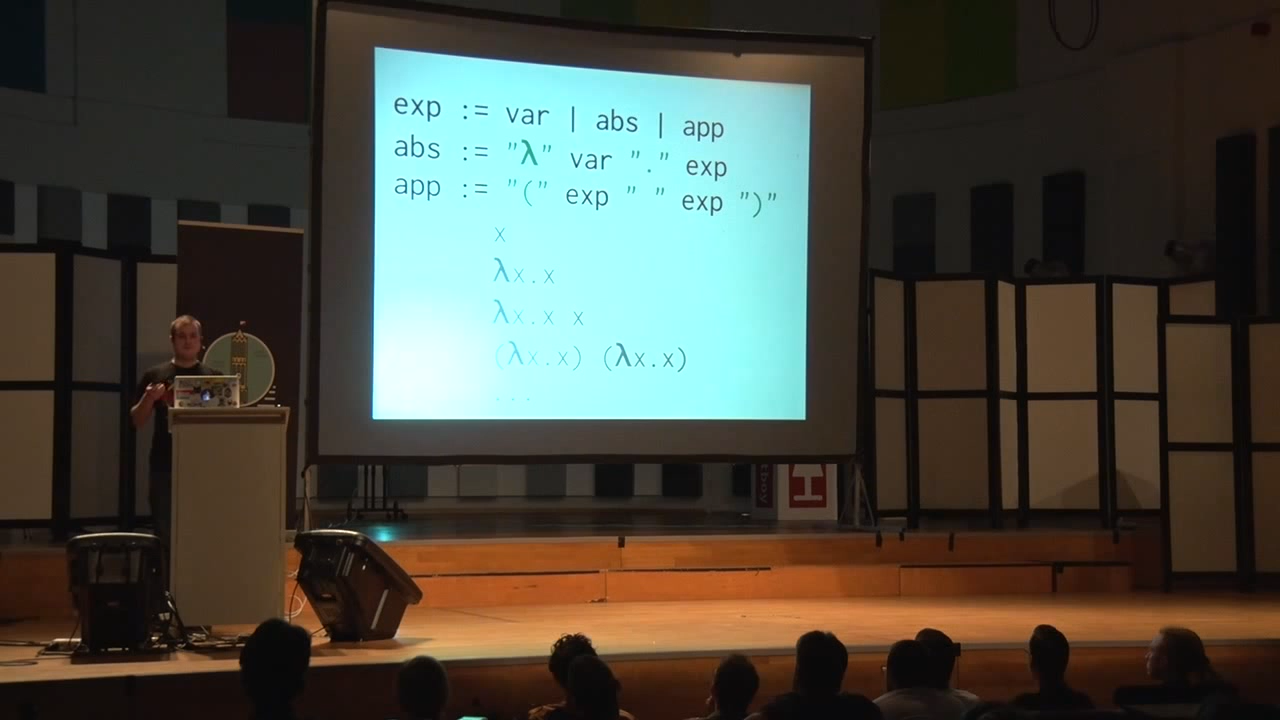 exp := var | abs | app
abs := "λ" var "." exp
app := "(" exp " " exp ")"
x
λx.x
λx.x x
(λx.x) (λx.x)
...
H